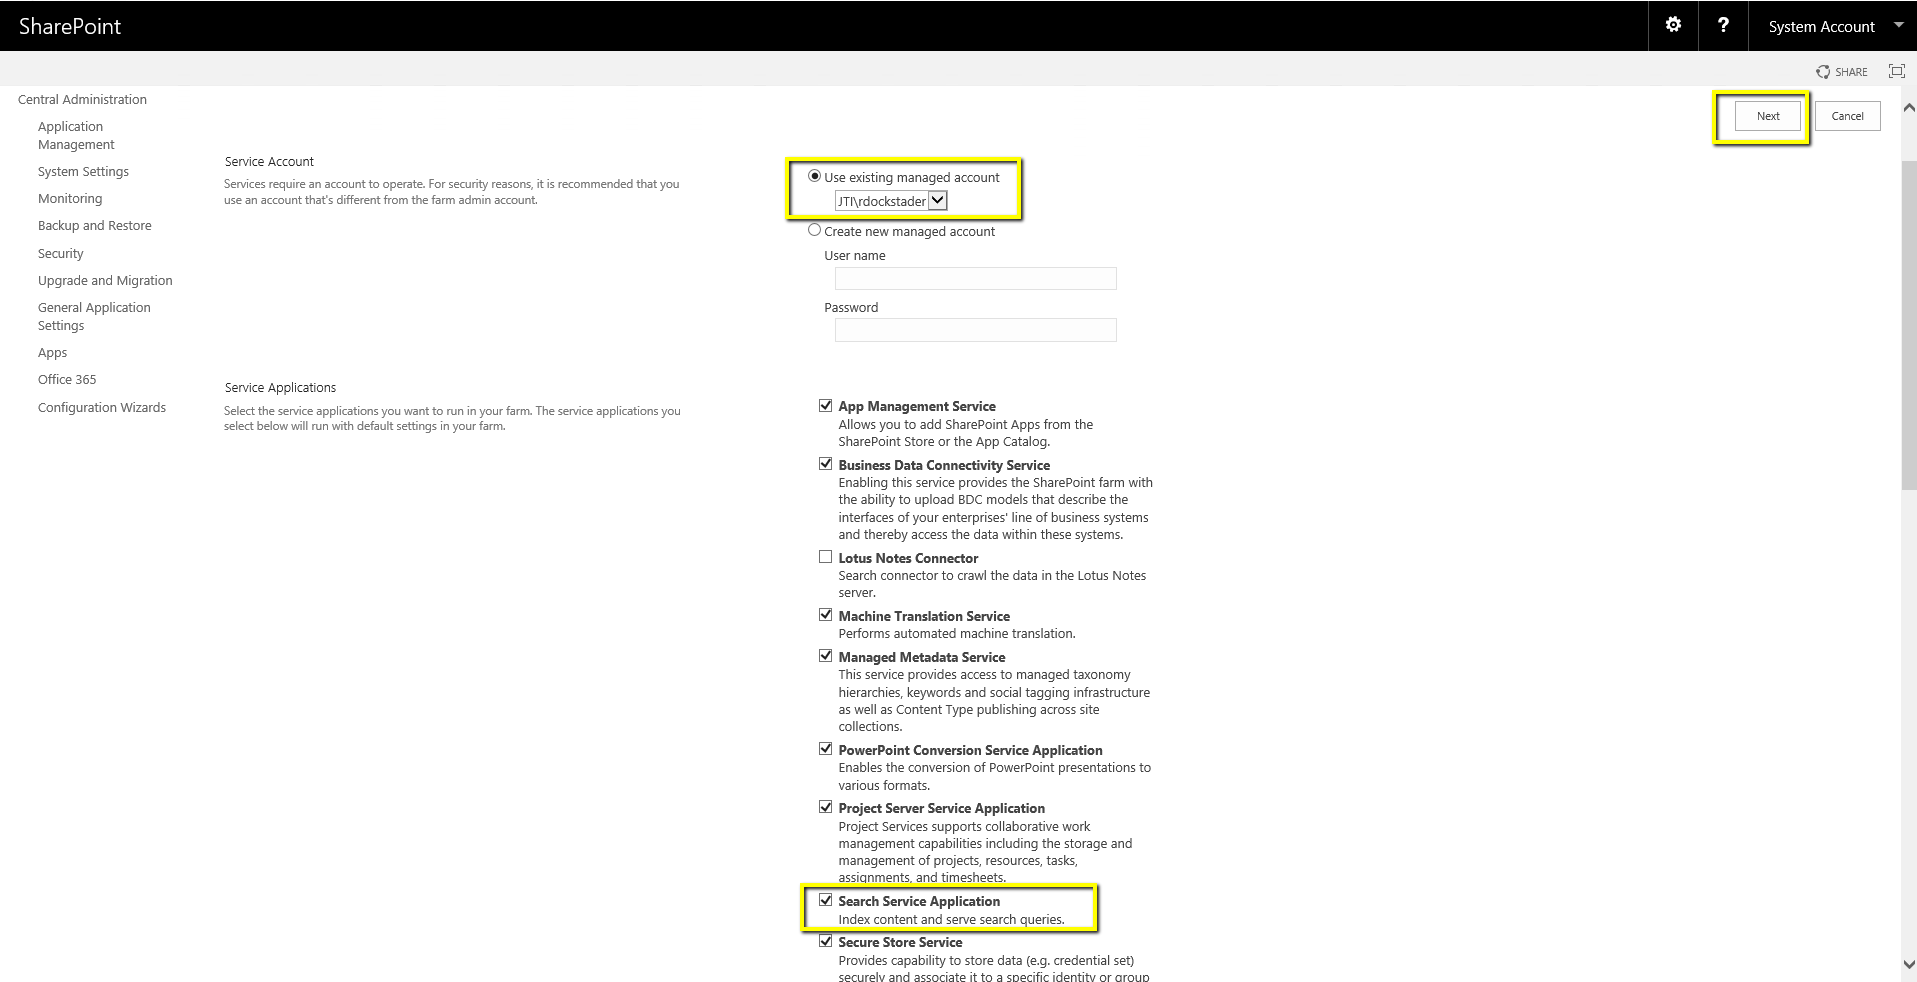 SharePoint
?
System Account
SHARE
Central Administration
Application
Management
System Settings
Monitoring
Backup and Restore
Security
Upgrade and Migration
General Application
Settings
Apps
Office 365
Configuration Wizards
Next
Cancel
Service Account
Services require an account to operate. For security reasons, it is recommended that you
use an account that's different from the farm admin account.
Use existing managed account
JTI\rdockstader
Create new managed account
User name
Password
Service Applications
Select the service applications you want to run in your farm. The service applications you
select below will run with default settings in your farm.
App Management Service
Allows you to add SharePoint Apps from the
SharePoint Store or the App Catalog.
Business Data Connectivity Service
Enabling this service provides the SharePoint farm with
the ability to upload BDC models that describe the
interfaces of your enterprises' line of business systems
and thereby access the data within these systems.
Lotus Notes Connector
Search connector to crawl the data in the Lotus Notes
server.
Machine Translation Service
Performs automated machine translation.
Managed Metadata Service
This service provides access to managed taxonomy
hierarchies, keywords and social tagging infrastructure
as well as Content Type publishing across site
collections.
PowerPoint Conversion Service Application
Enables the conversion of PowerPoint presentations to
various formats.
Project Server Service Application
Project Services supports collaborative work
management capabilities including the storage and
management of projects, resources, tasks,
assignments, and timesheets.
Search Service Application
Index content and serve search queries.
Secure Store Service
Provides capability to store data (e.g. credential set)
securely and associate it to a specific identity or group